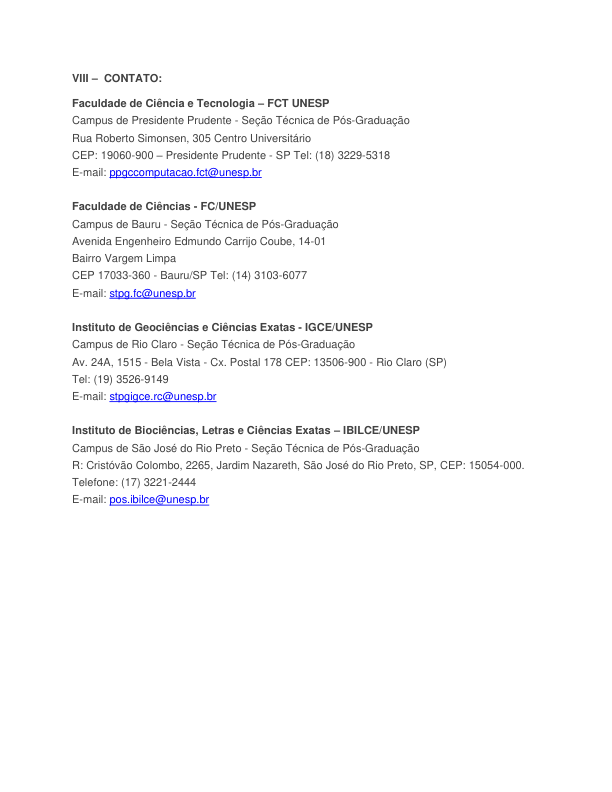 VIII – CONTATO:
Faculdade de Ciência e Tecnologia – FCT UNESP
Campus de Presidente Prudente - Seção Técnica de Pós-Graduação
Rua Roberto Simonsen, 305 Centro Universitário
CEP: 19060-900 – Presidente Prudente - SP Tel: (18) 3229-5318
E-mail: ppgccomputacao.fct@unesp.br
Faculdade de Ciências - FC/UNESP
Campus de Bauru - Seção Técnica de Pós-Graduação
Avenida Engenheiro Edmundo Carrijo Coube, 14-01
Bairro Vargem Limpa
CEP 17033-360 - Bauru/SP Tel: (14) 3103-6077
E-mail: stpg.fc@unesp.br
Instituto de Geociências e Ciências Exatas - IGCE/UNESP
Campus de Rio Claro - Seção Técnica de Pós-Graduação
Av. 24A, 1515 - Bela Vista - Cx. Postal 178 CEP: 13506-900 - Rio Claro (SP)
Tel: (19) 3526-9149
E-mail: stpgigce.rc@unesp.br
Instituto de Biociências, Letras e Ciências Exatas – IBILCE/UNESP
Campus de São José do Rio Preto - Seção Técnica de Pós-Graduação
R: Cristóvão Colombo, 2265, Jardim Nazareth, São José do Rio Preto, SP, CEP: 15054-000.
Telefone: (17) 3221-2444
E-mail: pos.ibilce@unesp.br